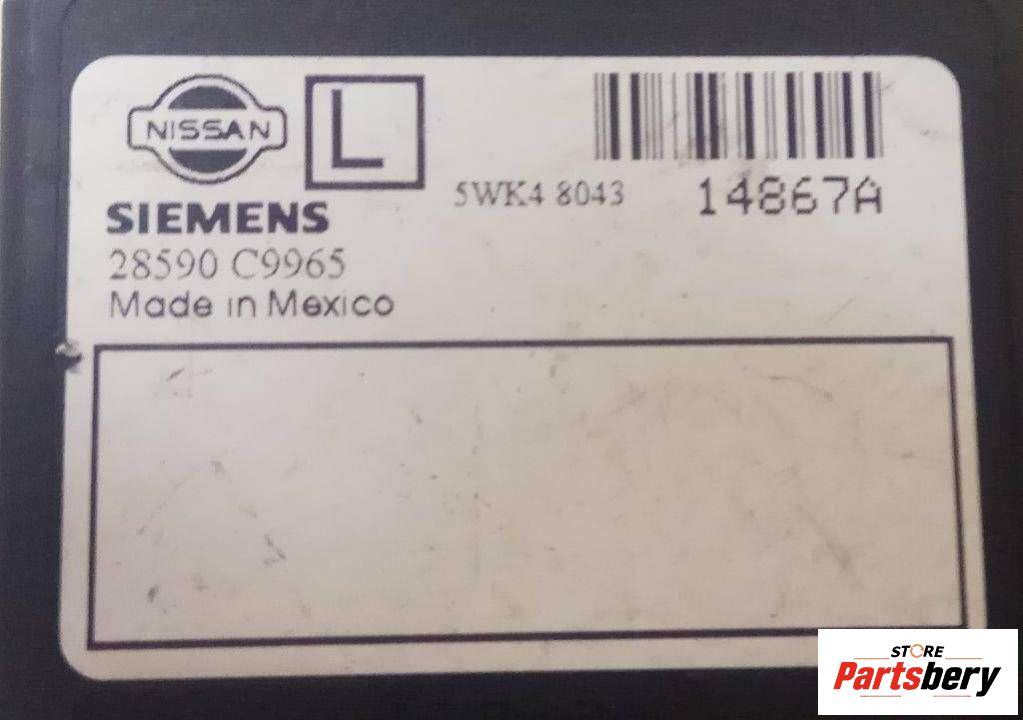 NISSAN
L
SIEMENS
5WK4 8043
14867A
28590 C9965
Made in Mexico
STORE
Partsbery